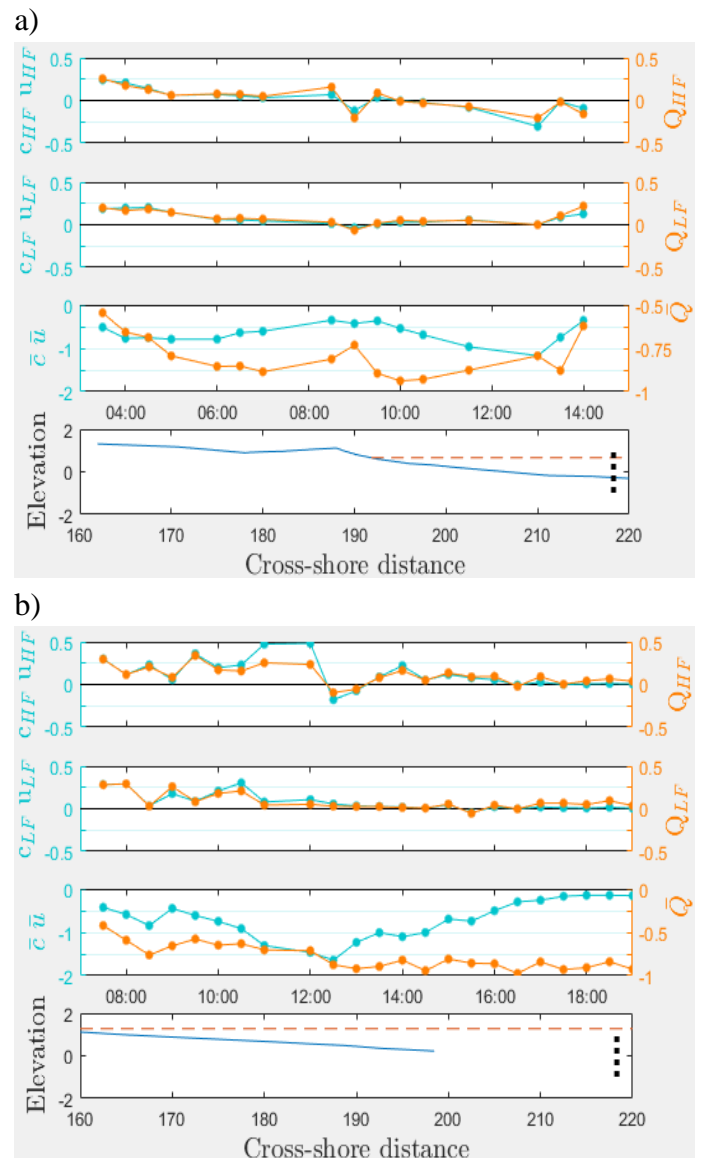 a)
0.5 0.5
c_HF u_HF 0 0 Q_HF
-0.5 -0.5
0.5 0.5
c_LF u_LF 0 0 Q_LF
-0.5 -0.5
0 -0.5
c̄ ū -1 -0.75 Q̄
-2 -1
04:00 06:00 08:00 10:00 12:00 14:00
2
Elevation 0
-2
160 170 180 190 200 210 220
Cross-shore distance
b)
0.5 0.5
c_HF u_HF 0 0 Q_HF
-0.5 -0.5
0.5 0.5
c_LF u_LF 0 0 Q_LF
-0.5 -0.5
0 0
c̄ ū -1 -0.5 Q̄
-2 -1
08:00 10:00 12:00 14:00 16:00 18:00
2
Elevation 0
-2
160 170 180 190 200 210 220
Cross-shore distance